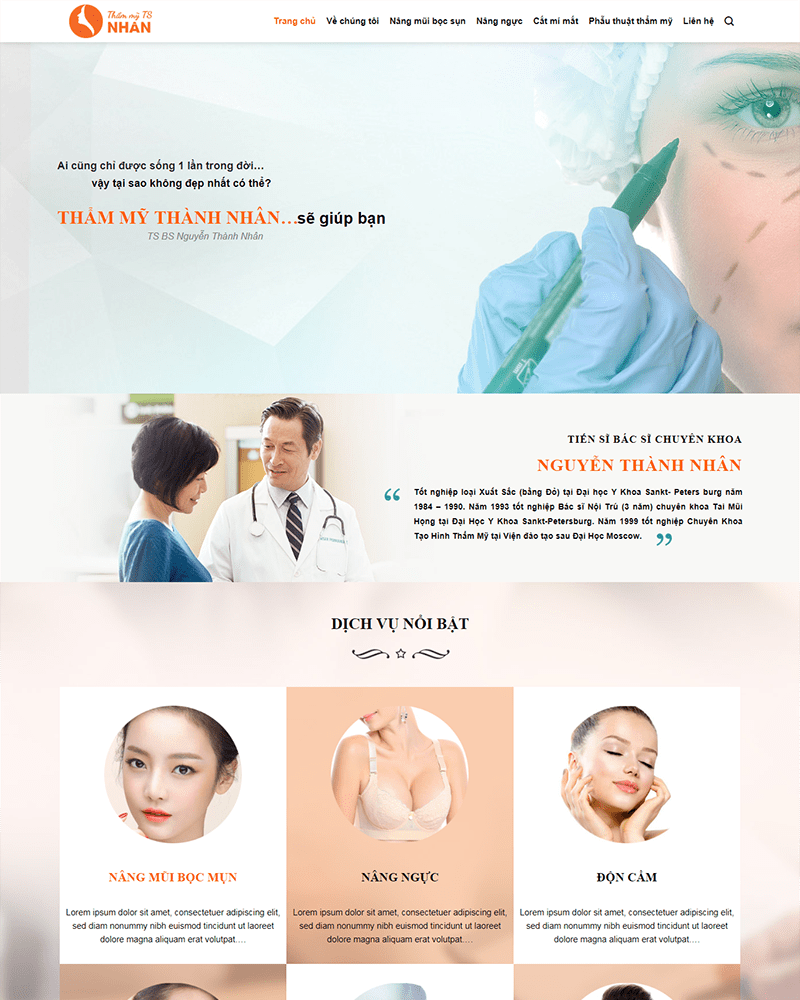 Thẩm mỹ TS
NHÂN
Trang chủ Về chúng tôi Nâng mũi bọc sụn Nâng ngực Cắt mí mắt Phẫu thuật thẩm mỹ Liên hệ
Ai cũng chỉ được sống 1 lần trong đời...
vậy tại sao không đẹp nhất có thể?
THẨM MỸ THÀNH NHÂN...sẽ giúp bạn
TS BS Nguyễn Thành Nhân
TIẾN SĨ BÁC SĨ CHUYÊN KHOA
NGUYỄN THÀNH NHÂN
“ Tốt nghiệp loại Xuất Sắc (bằng Đỏ) tại Đại học Y Khoa Sankt- Peters burg năm
1984 – 1990. Năm 1993 tốt nghiệp Bác sĩ Nội Trú (3 năm) chuyên khoa Tai Mũi
Họng tại Đại Học Y Khoa Sankt-Petersburg. Năm 1999 tốt nghiệp Chuyên Khoa
Tạo Hình Thẩm Mỹ tại Viện đào tạo sau Đại Học Moscow. ”
DỊCH VỤ NỔI BẬT
NÂNG MŨI BỌC MỤN
Lorem ipsum dolor sit amet, consectetuer adipiscing elit,
sed diam nonummy nibh euismod tincidunt ut laoreet
dolore magna aliquam erat volutpat....
NÂNG NGỰC
Lorem ipsum dolor sit amet, consectetuer adipiscing elit,
sed diam nonummy nibh euismod tincidunt ut laoreet
dolore magna aliquam erat volutpat....
ĐỘN CẰM
Lorem ipsum dolor sit amet, consectetuer adipiscing elit,
sed diam nonummy nibh euismod tincidunt ut laoreet
dolore magna aliquam erat volutpat....